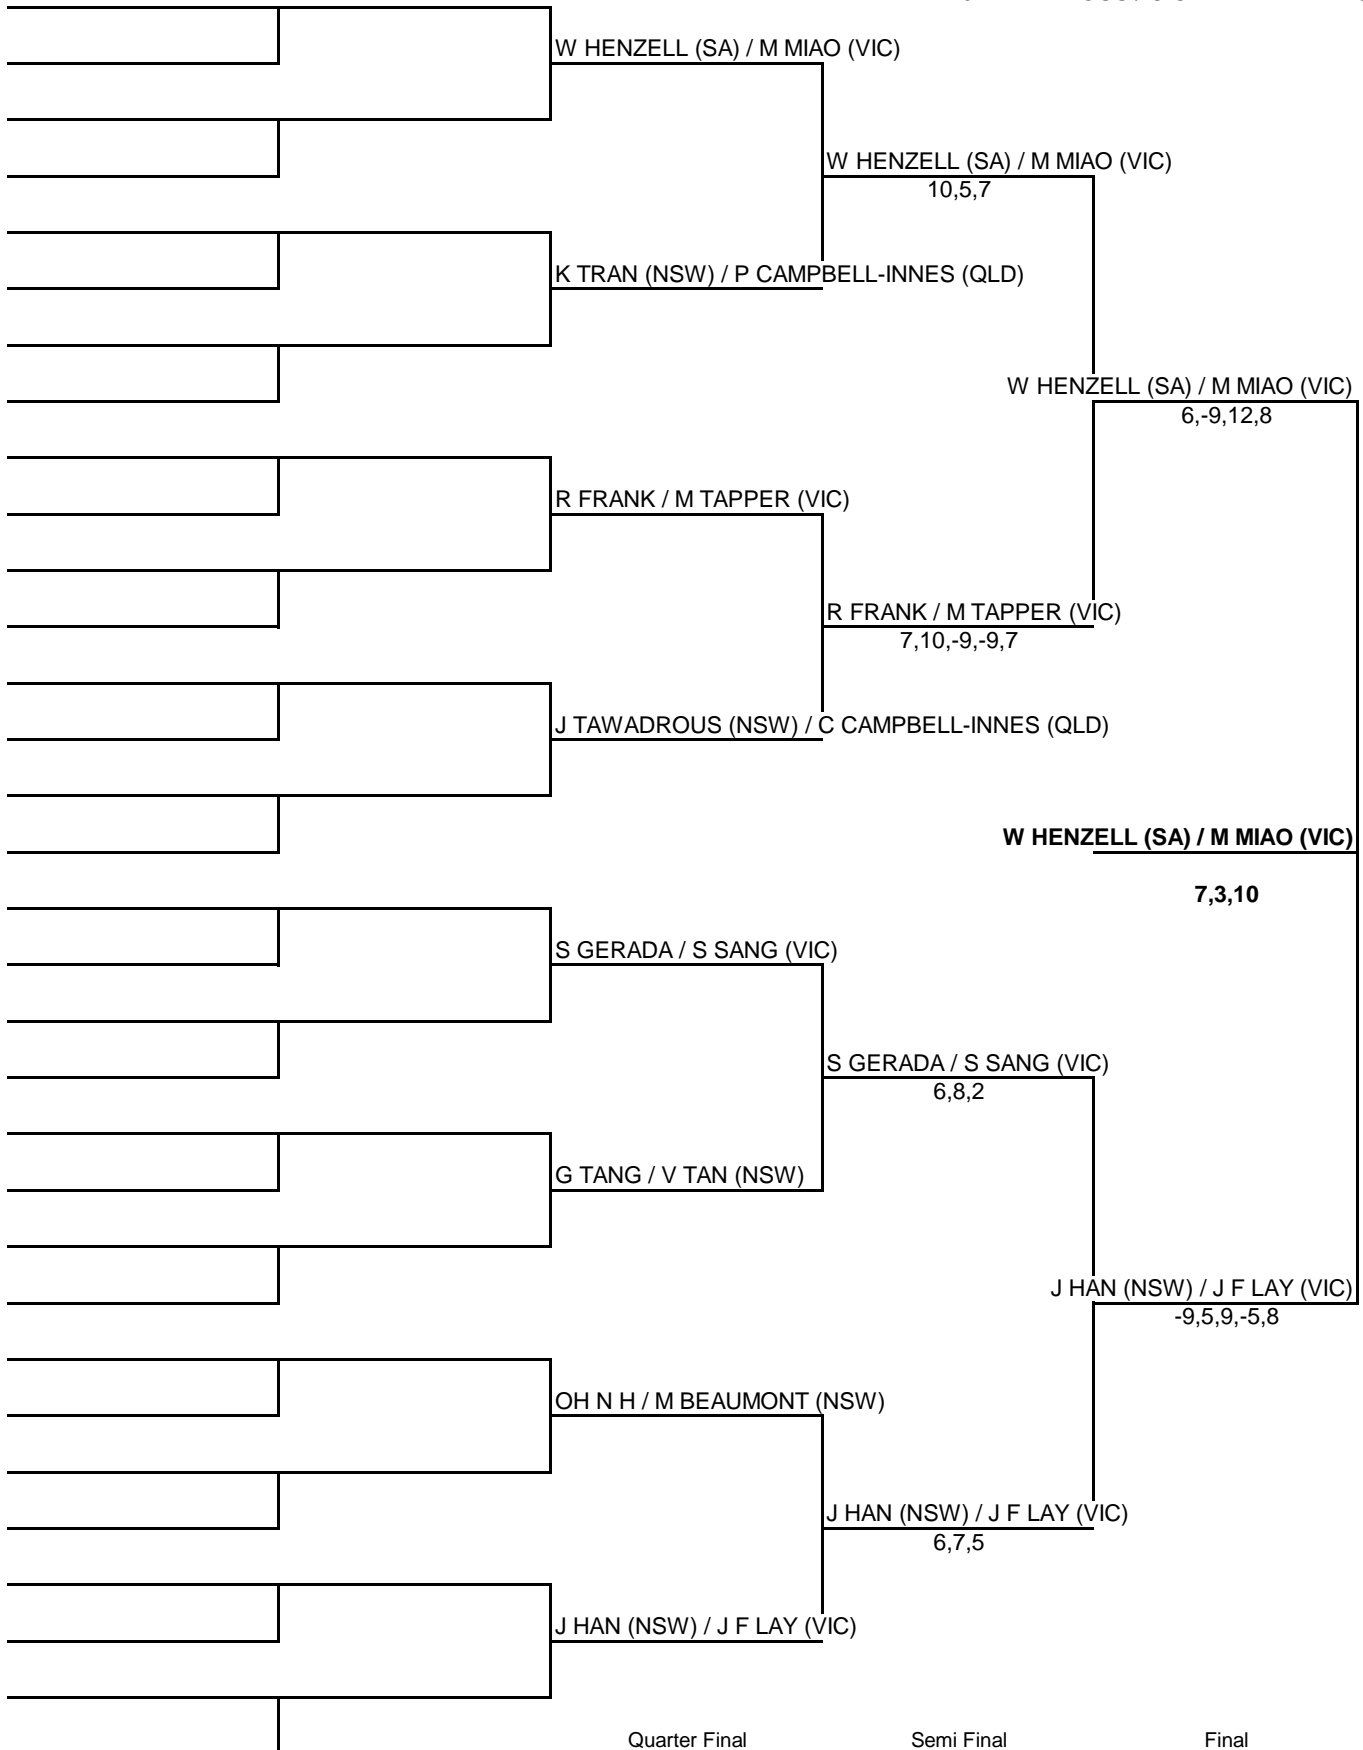 W HENZELL (SA) / M MIAO (VIC)
W HENZELL (SA) / M MIAO (VIC)
10,5,7
K TRAN (NSW) / P CAMPBELL-INNES (QLD)
W HENZELL (SA) / M MIAO (VIC)
6,-9,12,8
R FRANK / M TAPPER (VIC)
R FRANK / M TAPPER (VIC)
7,10,-9,-9,7
J TAWADROUS (NSW) / C CAMPBELL-INNES (QLD)
W HENZELL (SA) / M MIAO (VIC)
7,3,10
S GERADA / S SANG (VIC)
S GERADA / S SANG (VIC)
6,8,2
G TANG / V TAN (NSW)
J HAN (NSW) / J F LAY (VIC)
-9,5,9,-5,8
OH N H / M BEAUMONT (NSW)
J HAN (NSW) / J F LAY (VIC)
6,7,5
J HAN (NSW) / J F LAY (VIC)
Quarter Final Semi Final Final